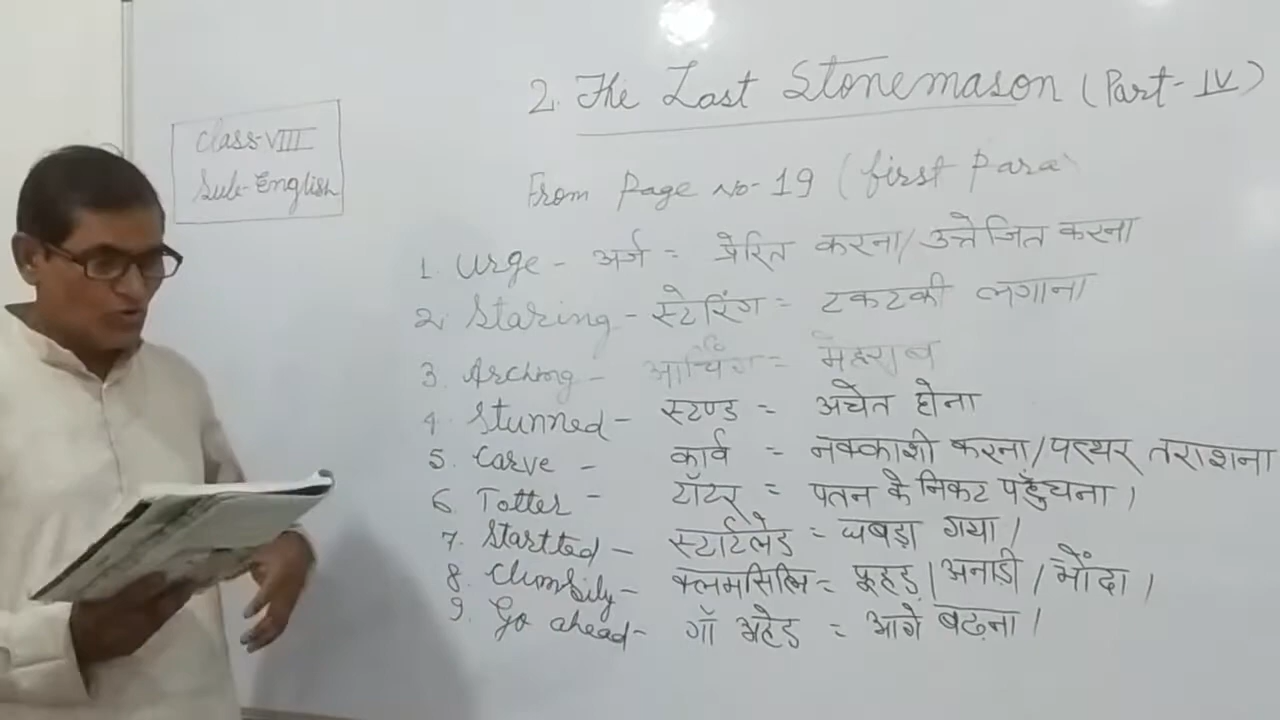 Class-VIII
Sub-English
2. The Last Stonemason (Part-IV)
From Page No-19 (first Para
1. Urge - अर्ज = प्रेरित करना/उत्तेजित करना
2. Staring - स्टेरिंग = टकटकी लगाना
3. Arching - आर्चिंग = मेहराब
4. Stunned - स्टण्ड = अचेत होना
5. Carve - कार्व = नक्काशी करना/पत्थर तराशना
6. Totter - टॉटर = पतन के निकट पहुँचना।
7. Startted - स्टार्टलेड = घबड़ा गया।
8. Clumsily - क्लमसिलि = फूहड़/अनाड़ी/भोंदा।
9. Go ahead - गॉ अहेड = आगे बढ़ना।